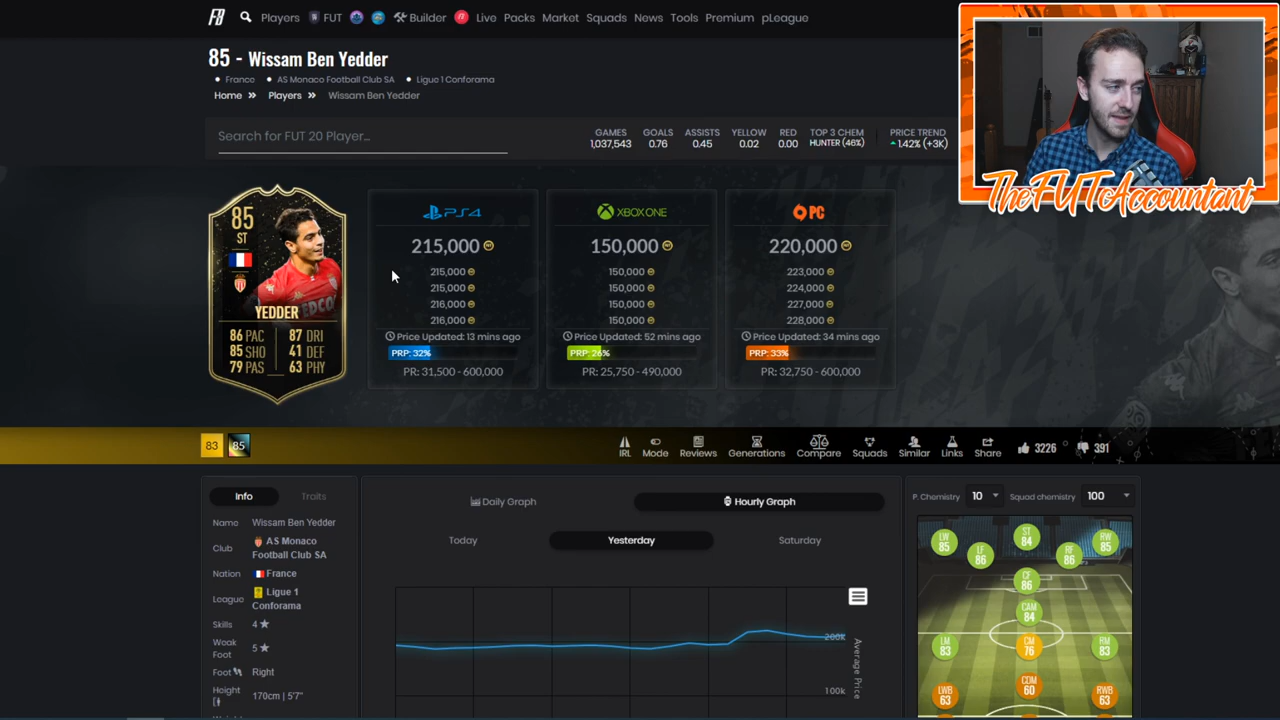 F8 Players FUT Builder Live Packs Market Squads News Tools Premium pLeague
85 - Wissam Ben Yedder
France AS Monaco Football Club SA Ligue 1 Conforama
Home » Players » Wissam Ben Yedder
Search for FUT 20 Player...
GAMES GOALS ASSISTS YELLOW RED TOP 3 CHEM PRICE TREND
1,037,543 0.76 0.45 0.02 0.00 HUNTER (46%) 1.42% (+3K)
TheFUTAccountant
85
ST
YEDDER
86 PAC 87 DRI
85 SHO 41 DEF
79 PAS 63 PHY
PS4
215,000
215,000
215,000
216,000
216,000
Price Updated: 13 mins ago
PRP: 32%
PR: 31,500 - 600,000
XBOX ONE
150,000
150,000
150,000
150,000
150,000
Price Updated: 52 mins ago
PRP: 26%
PR: 25,750 - 490,000
PC
220,000
223,000
224,000
227,000
228,000
Price Updated: 34 mins ago
PRP: 33%
PR: 32,750 - 600,000
83 85
IRL Mode Reviews Generations Compare Squads Similar Links Share 3226 391
Info Traits
Name Wissam Ben Yedder
Club AS Monaco
Football Club SA
Nation France
League Ligue 1
Conforama
Skills 4★
Weak
Foot 5★
Foot Right
Height 170cm | 5'7"
Daily Graph Hourly Graph
Today Yesterday Saturday
200k
100k
Average Price
P. Chemistry 10 Squad chemistry 100
LW
85
LF
86
ST
84
RF
86
RW
85
CF
86
CAM
84
LM
83
CM
76
RM
83
LWB
63
CDM
60
RWB
63